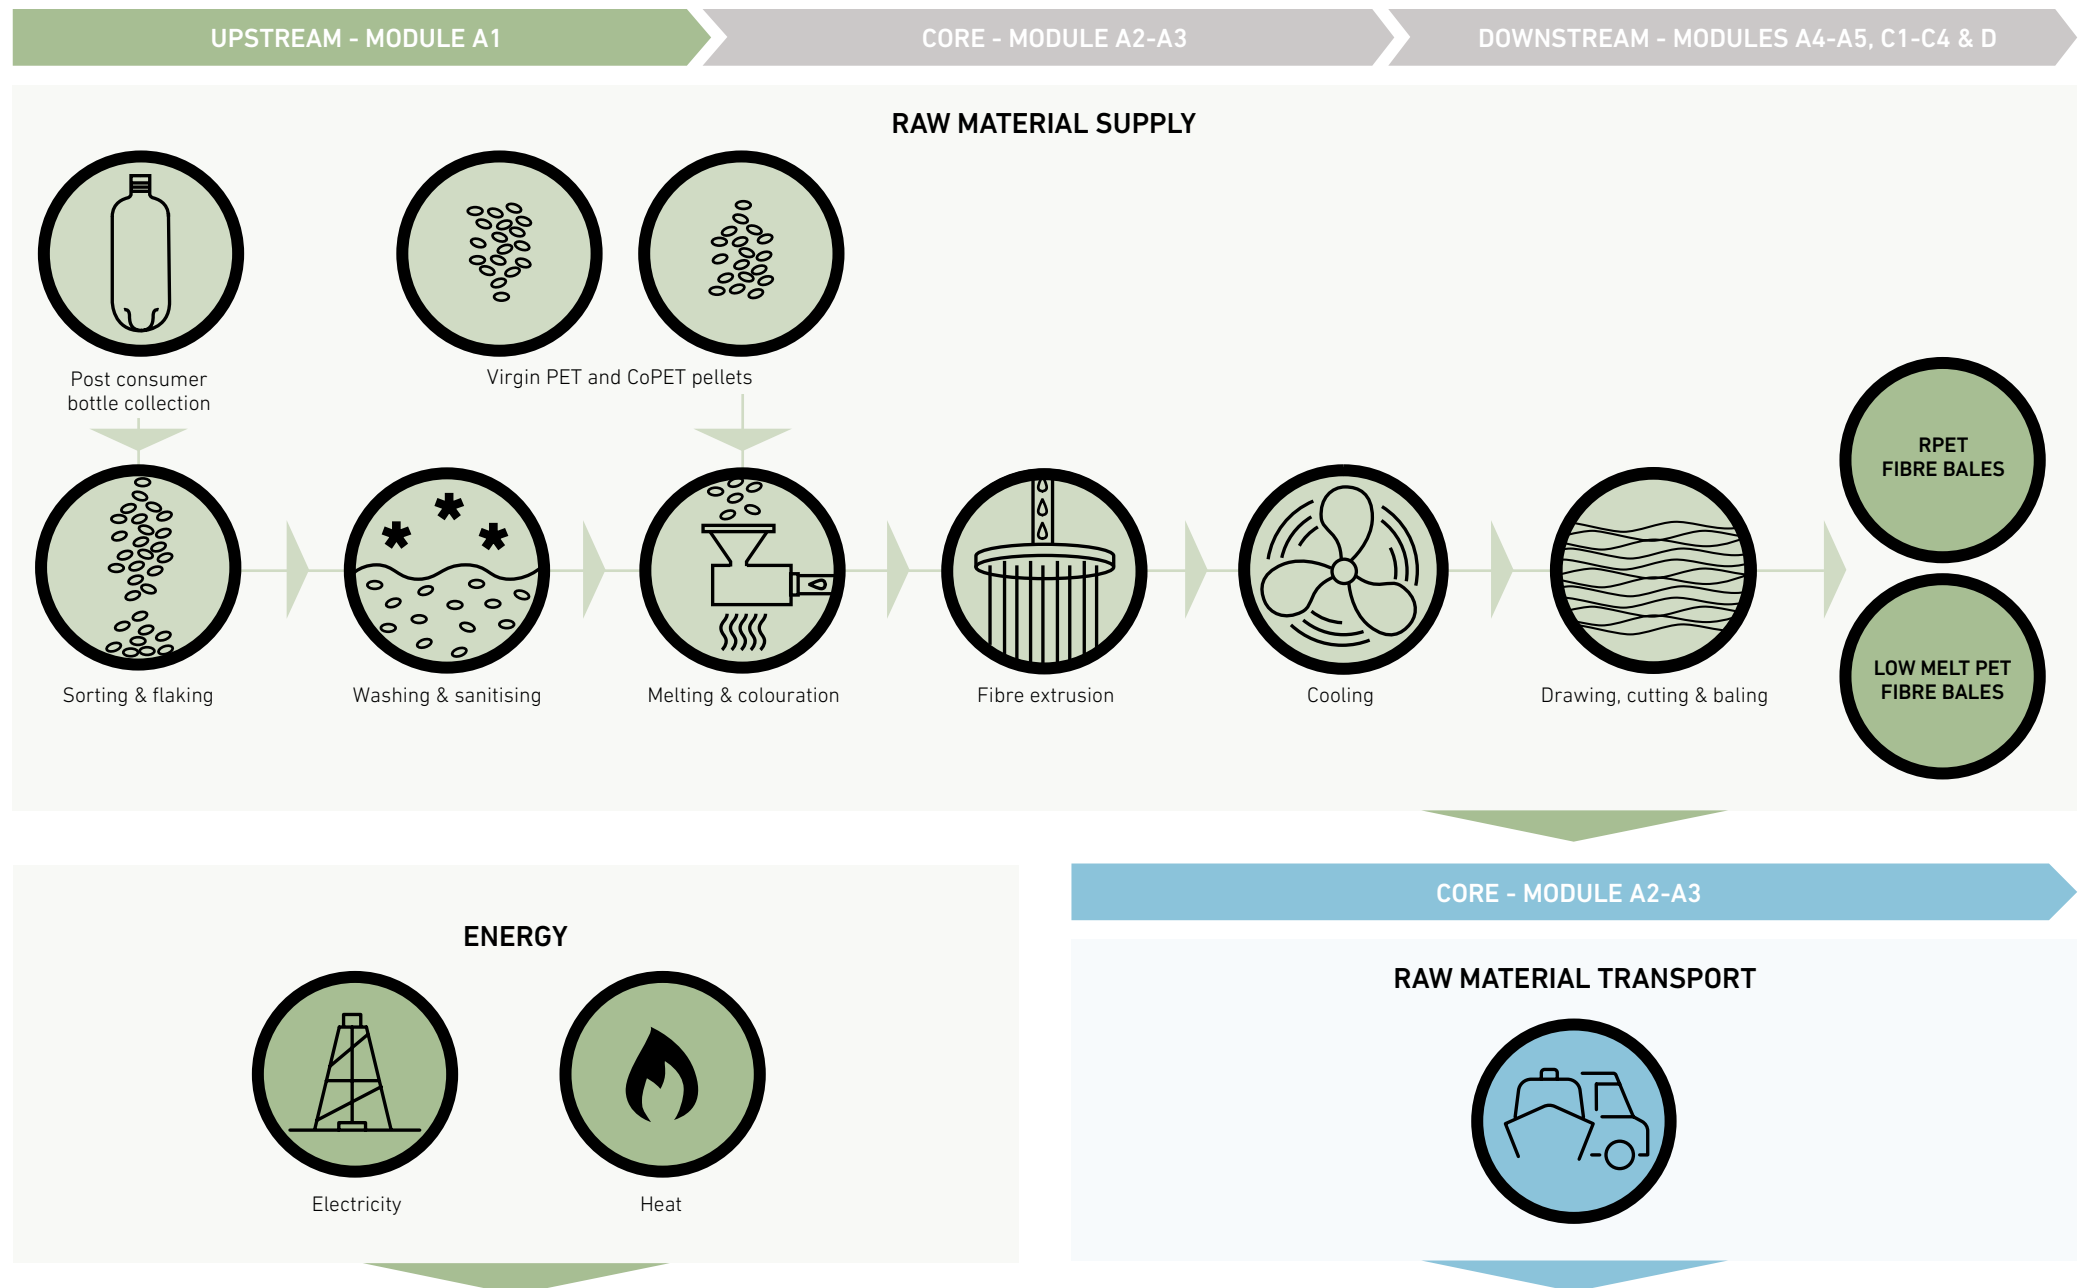 UPSTREAM - MODULE A1
CORE - MODULE A2-A3
DOWNSTREAM - MODULES A4-A5, C1-C4 & D
RAW MATERIAL SUPPLY
Post consumer
bottle collection
Virgin PET and CoPET pellets
Sorting & flaking
Washing & sanitising
Melting & colouration
Fibre extrusion
Cooling
Drawing, cutting & baling
RPET
FIBRE BALES
LOW MELT PET
FIBRE BALES
ENERGY
Electricity
Heat
CORE - MODULE A2-A3
RAW MATERIAL TRANSPORT